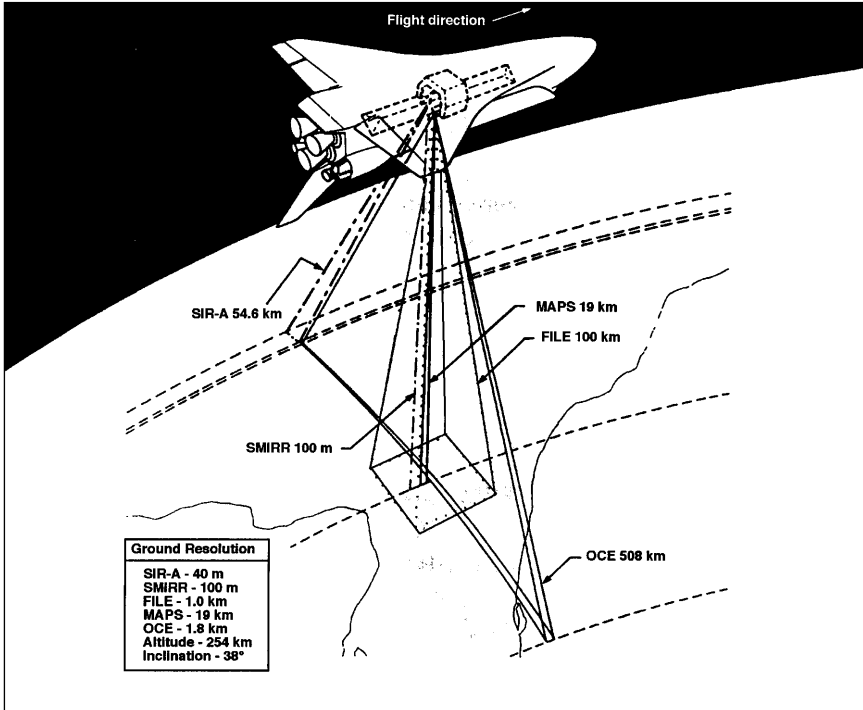 Flight direction
SIR-A 54.6 km
MAPS 19 km
FILE 100 km
SMIRR 100 m
OCE 508 km
Ground Resolution
SIR-A - 40 m
SMIRR - 100 m
FILE - 1.0 km
MAPS - 19 km
OCE - 1.8 km
Altitude - 254 km
Inclination - 38°